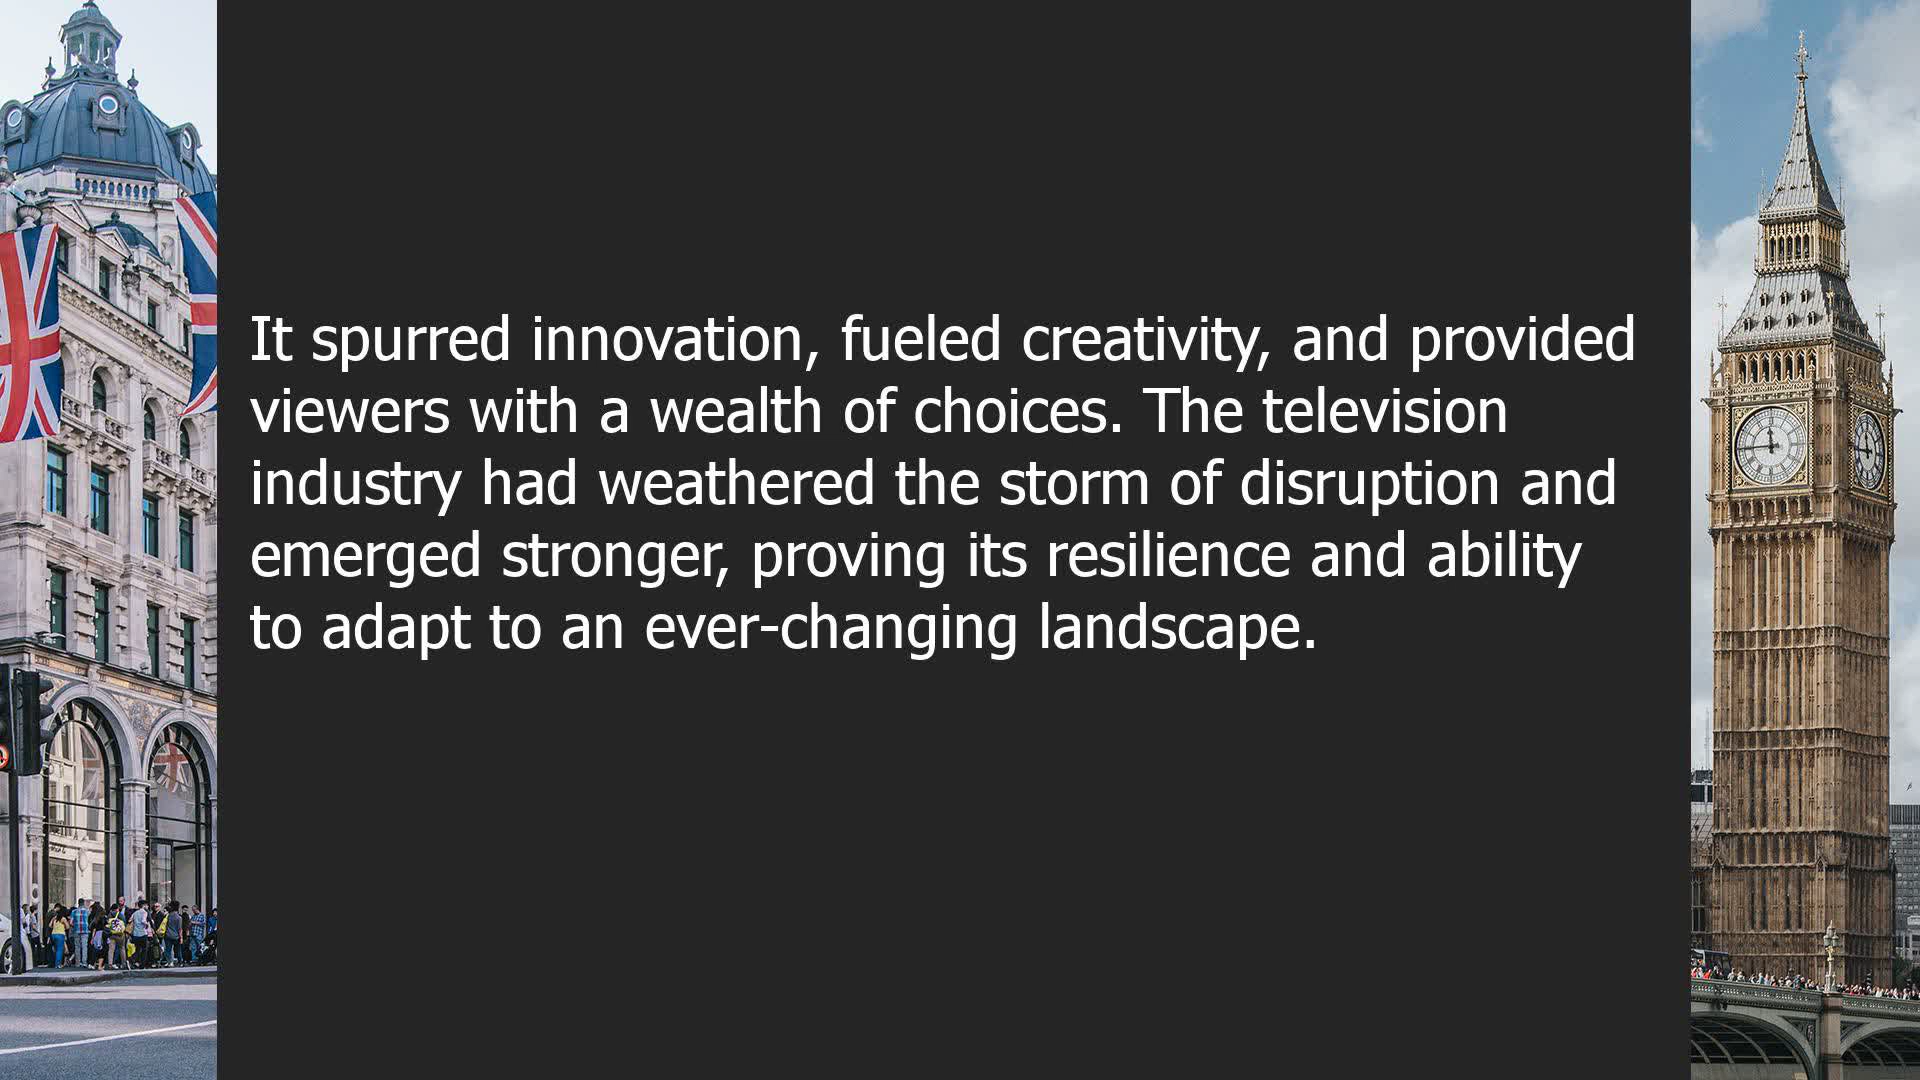 It spurred innovation, fueled creativity, and provided
viewers with a wealth of choices. The television
industry had weathered the storm of disruption and
emerged stronger, proving its resilience and ability
to adapt to an ever-changing landscape.